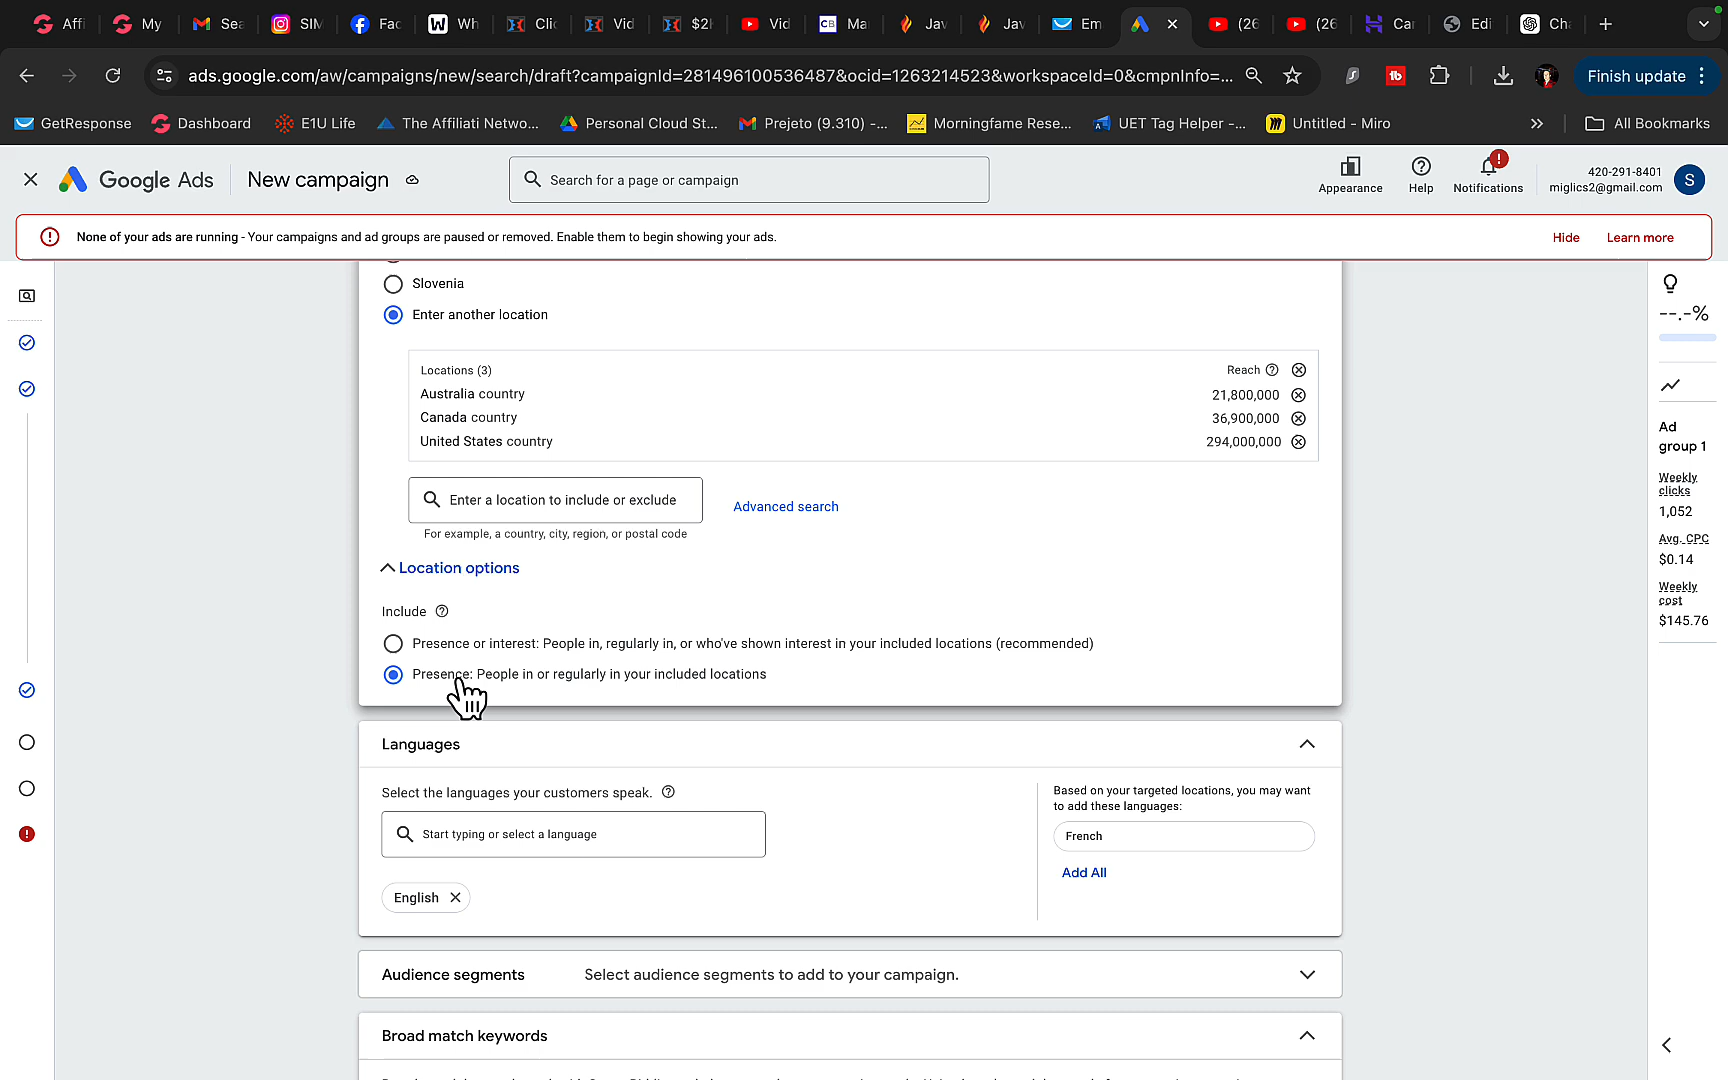 Affi
My
Sea
SIM
Fac
Wh
Clic
Vid
$2
Vid
Ma
Jav
Jav
Em
(26
(26
Car
Edi
Cha
ads.google.com/aw/campaigns/new/search/draft?campaignId=281496100536487&ocid=1263214523&workspaceId=0&cmpnInfo=...
Finish update
GetResponse
Dashboard
E1U Life
The Affiliati Netwo...
Personal Cloud St...
Prejeto (9.310) -...
Morningfame Rese...
UET Tag Helper -...
Untitled - Miro
All Bookmarks
Google Ads
New campaign
Search for a page or campaign
Appearance
Help
Notifications
420-291-8401
miglics2@gmail.com
S
None of your ads are running - Your campaigns and ad groups are paused or removed. Enable them to begin showing your ads.
Hide
Learn more
Slovenia
Enter another location
Locations (3)
Reach
Australia country
21,800,000
Canada country
36,900,000
United States country
294,000,000
Enter a location to include or exclude
Advanced search
For example, a country, city, region, or postal code
Location options
Include
Presence or interest: People in, regularly in, or who've shown interest in your included locations (recommended)
Presence: People in or regularly in your included locations
Languages
Select the languages your customers speak.
Start typing or select a language
English
Based on your targeted locations, you may want
to add these languages:
French
Add All
Audience segments
Select audience segments to add to your campaign.
Broad match keywords
--.-%
Ad
group 1
Weekly
clicks
1,052
Avg. CPC
$0.14
Weekly
cost
$145.76